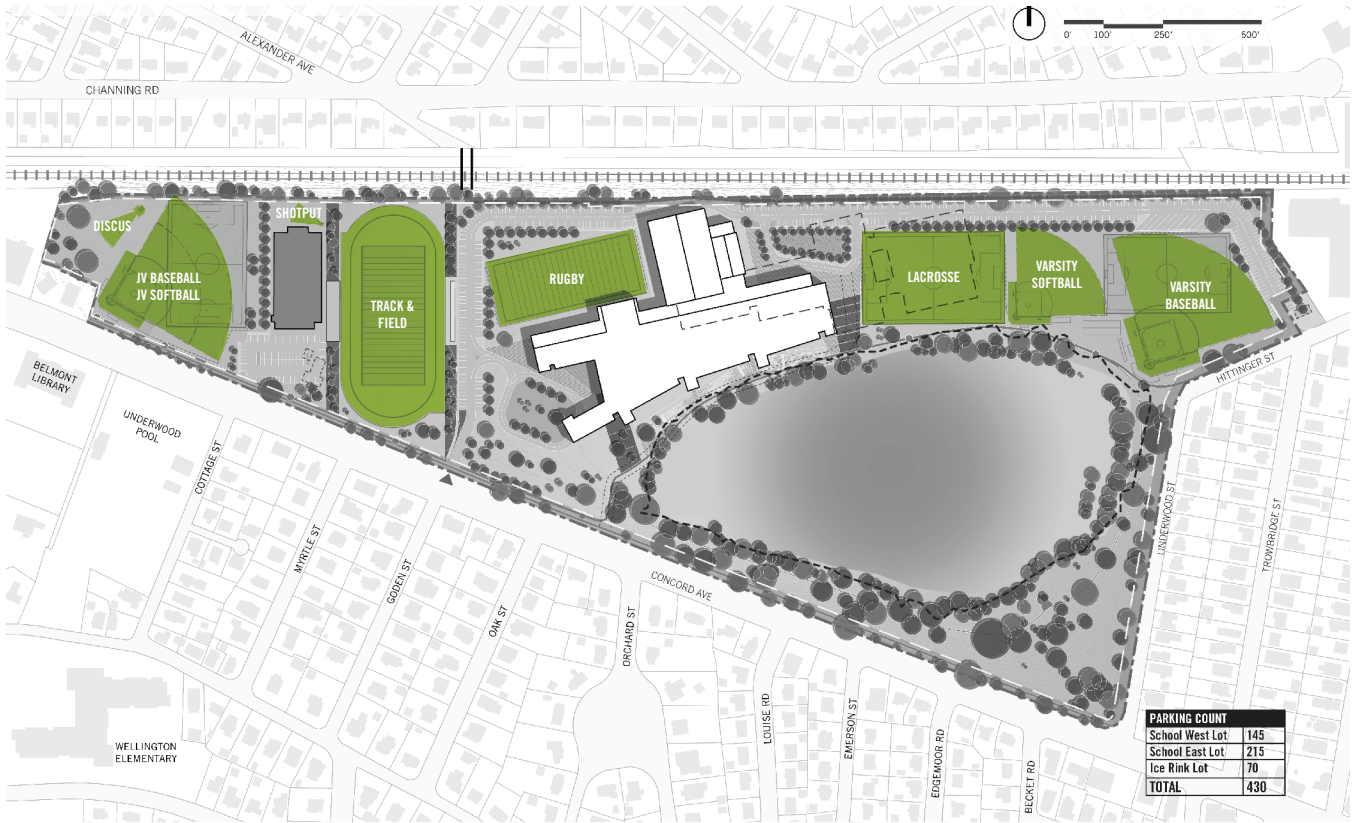 0' 100' 250' 500'
ALEXANDER AVE
CHANNING RD
DISCUS
SHOTPUT
JV BASEBALL
JV SOFTBALL
TRACK &
FIELD
RUGBY
LACROSSE
VARSITY
SOFTBALL
VARSITY
BASEBALL
HITTINGER ST
BELMONT
LIBRARY
UNDERWOOD
POOL
COTTAGE ST
MYRTLE ST
GODEN ST
OAK ST
ORCHARD ST
CONCORD AVE
UNDERWOOD ST
TROWBRIDGE ST
LOUISE RD
EMERSON ST
EDGEMOOR RD
BECKET RD
WELLINGTON
ELEMENTARY
PARKING COUNT
School West Lot 145
School East Lot 215
Ice Rink Lot 70
TOTAL 430